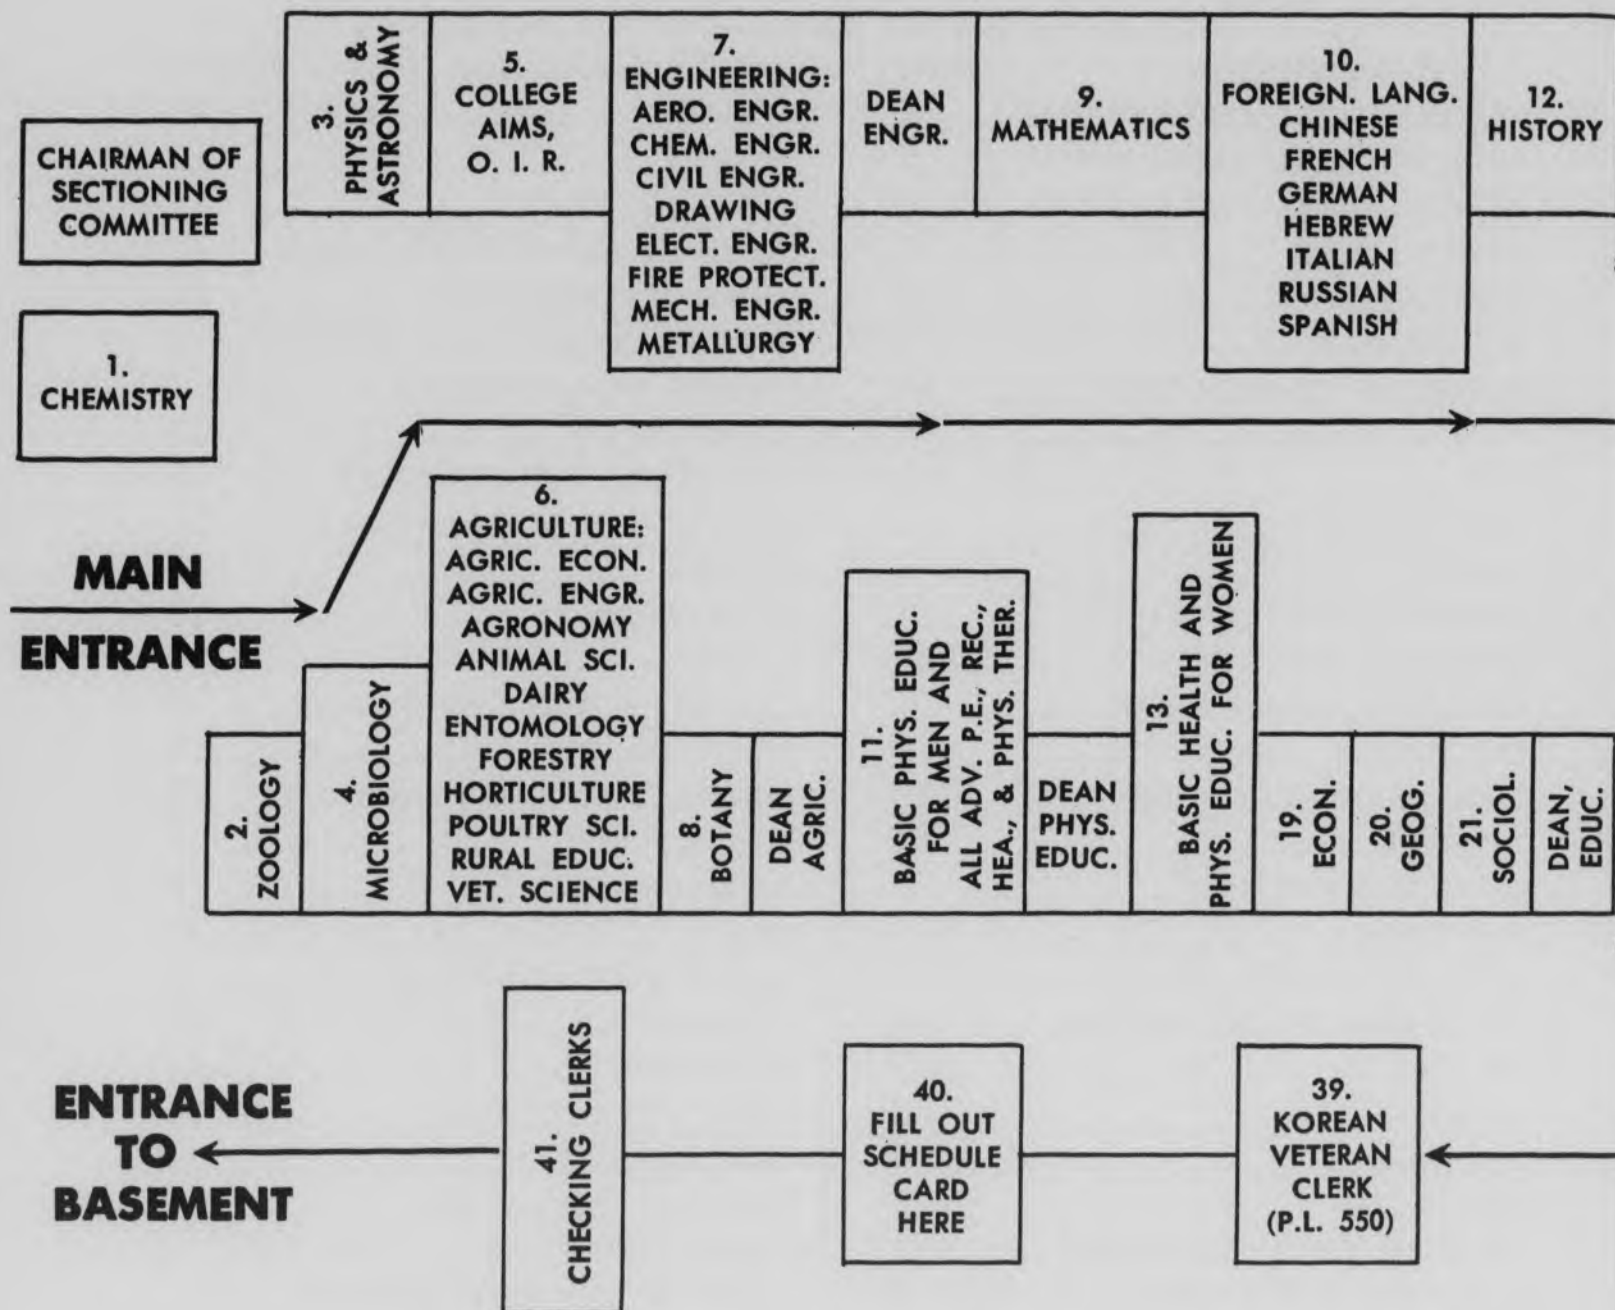 CHAIRMAN OF
SECTIONING
COMMITTEE
1.
CHEMISTRY
3.
PHYSICS &
ASTRONOMY
5.
COLLEGE
AIMS,
O. I. R.
7.
ENGINEERING:
AERO. ENGR.
CHEM. ENGR.
CIVIL ENGR.
DRAWING
ELECT. ENGR.
FIRE PROTECT.
MECH. ENGR.
METALLURGY
DEAN
ENGR.
9.
MATHEMATICS
10.
FOREIGN. LANG.
CHINESE
FRENCH
GERMAN
HEBREW
ITALIAN
RUSSIAN
SPANISH
12.
HISTORY
MAIN
ENTRANCE
2.
ZOOLOGY
4.
MICROBIOLOGY
6.
AGRICULTURE:
AGRIC. ECON.
AGRIC. ENGR.
AGRONOMY
ANIMAL SCI.
DAIRY
ENTOMOLOGY
FORESTRY
HORTICULTURE
POULTRY SCI.
RURAL EDUC.
VET. SCIENCE
8.
BOTANY
DEAN
AGRIC.
11.
BASIC PHYS. EDUC.
FOR MEN AND
ALL ADV. P.E., REC.,
HEA., & PHYS. THER.
DEAN
PHYS.
EDUC.
13.
BASIC HEALTH AND
PHYS. EDUC. FOR WOMEN
19.
ECON.
20.
GEOG.
21.
SOCIOL.
DEAN,
EDUC.
ENTRANCE
TO
BASEMENT
41.
CHECKING CLERKS
40.
FILL OUT
SCHEDULE
CARD
HERE
39.
KOREAN
VETERAN
CLERK
(P.L. 550)